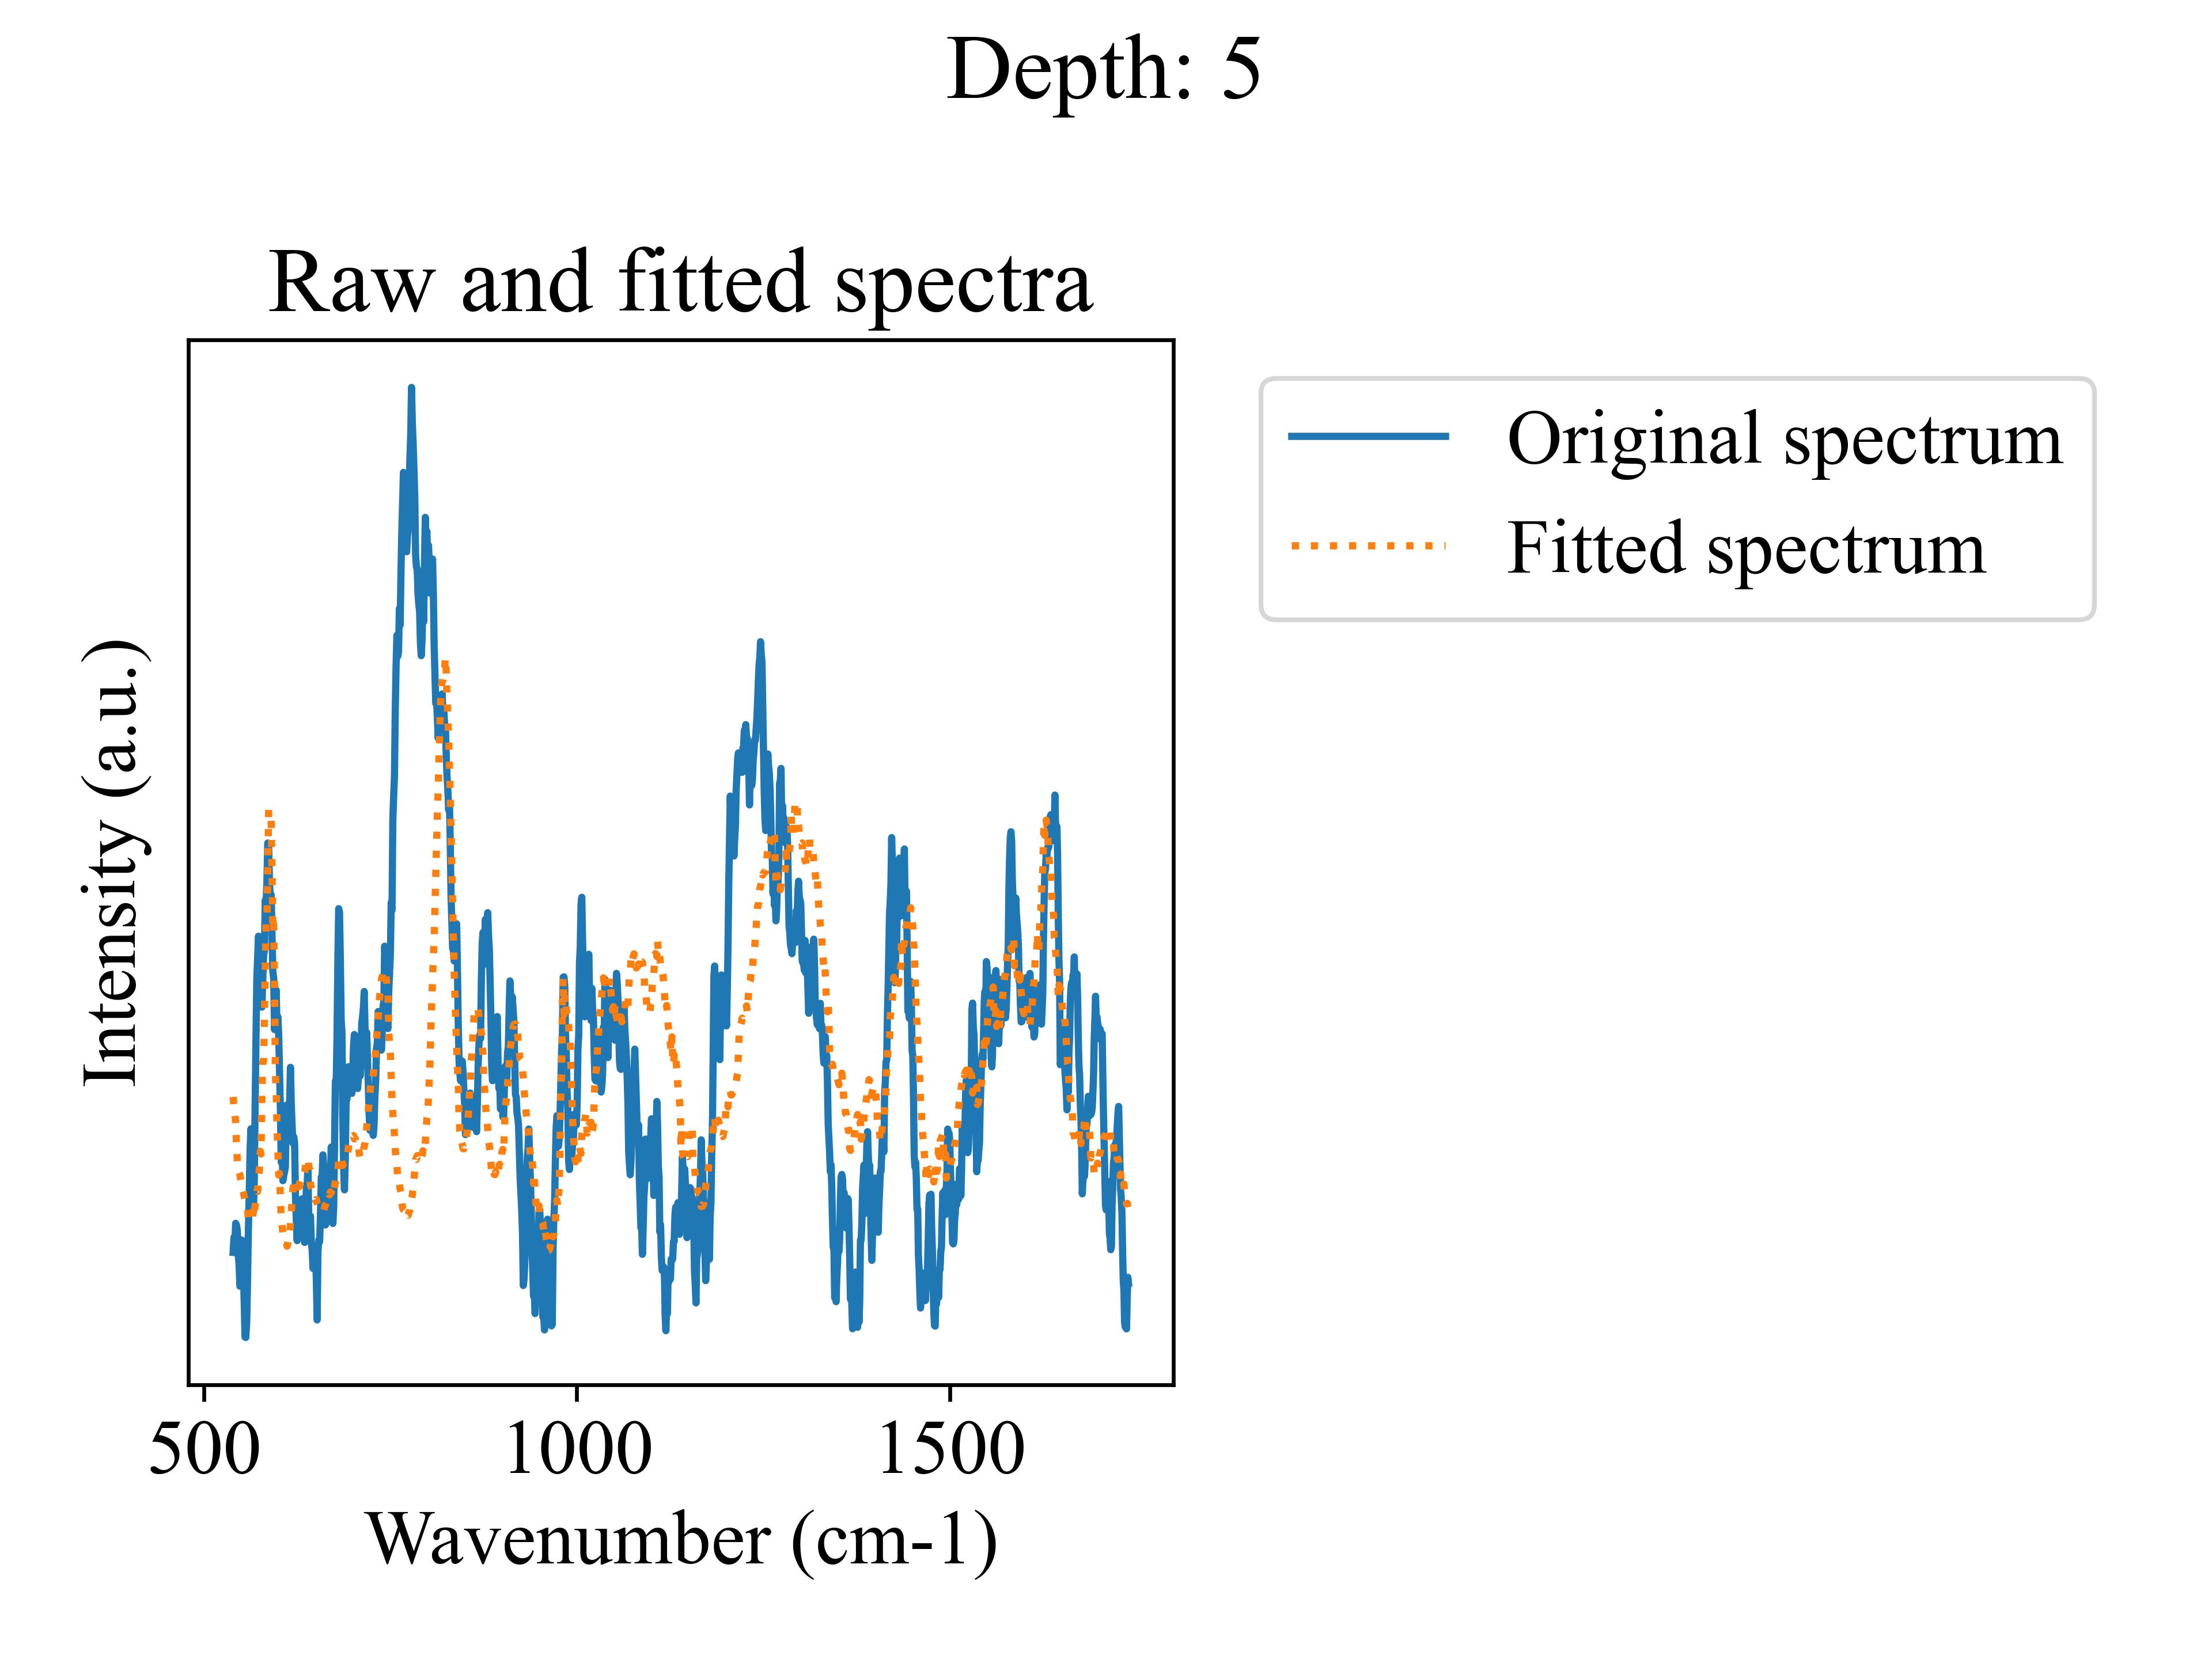 Depth: 5
Raw and fitted spectra
Original spectrum
Fitted spectrum
Intensity (a.u.)
500 1000 1500
Wavenumber (cm-1)